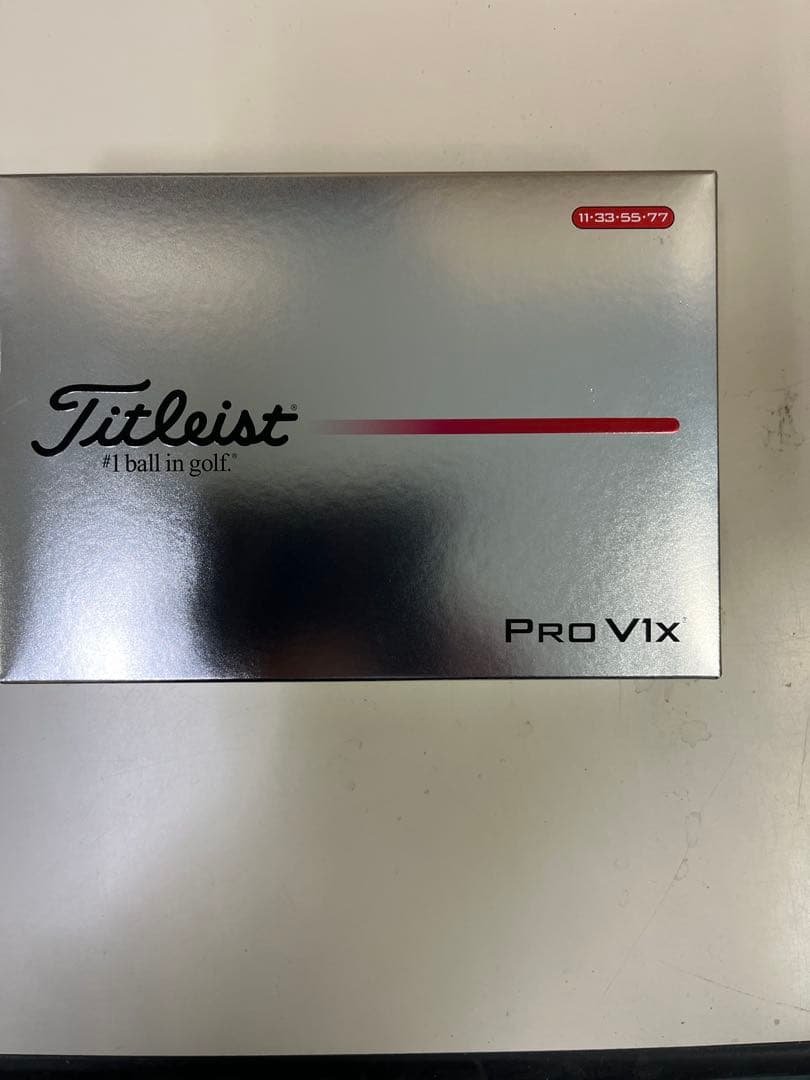 11•33•55•77
Titleist®
#1 ball in golf.®
PRO V1x